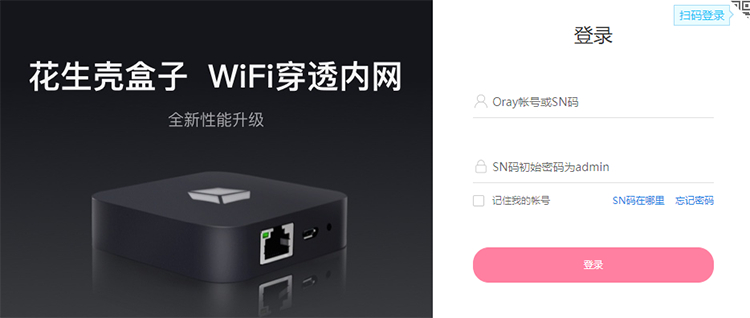 花生壳盒子 WiFi穿透内网
全新性能升级
扫码登录
登录
Oray帐号或SN码
SN码初始密码为admin
记住我的帐号 SN码在哪里 忘记密码
登录